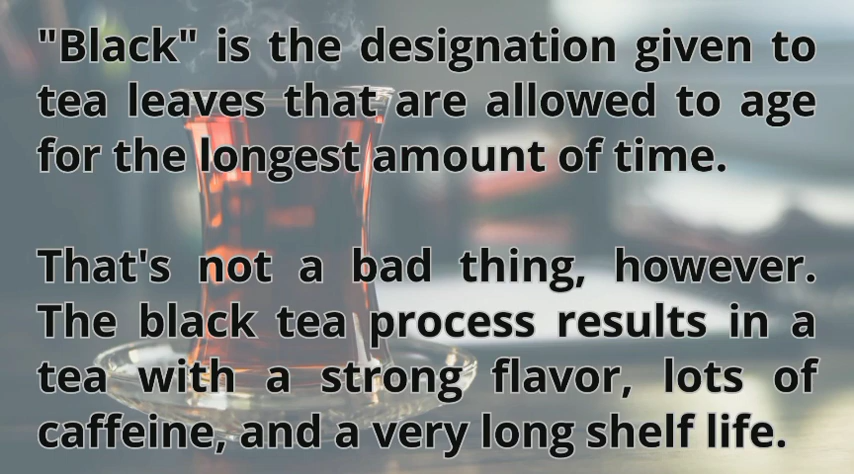 "Black" is the designation given to
tea leaves that are allowed to age
for the longest amount of time.
That's not a bad thing, however.
The black tea process results in a
tea with a strong flavor, lots of
caffeine, and a very long shelf life.